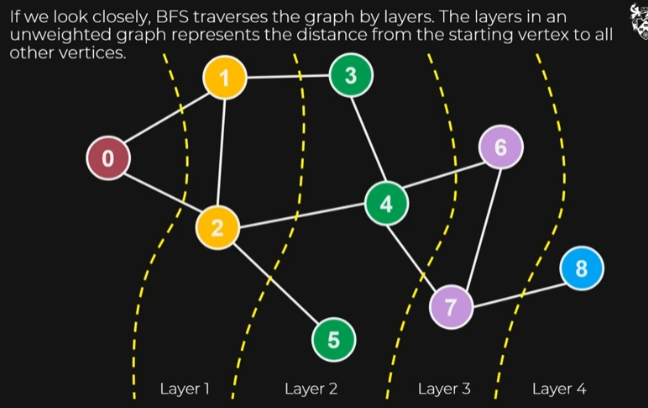 If we look closely, BFS traverses the graph by layers. The layers in an
unweighted graph represents the distance from the starting vertex to all
other vertices.
1
3
0
6
4
2
8
7
5
Layer 1
Layer 2
Layer 3
Layer 4